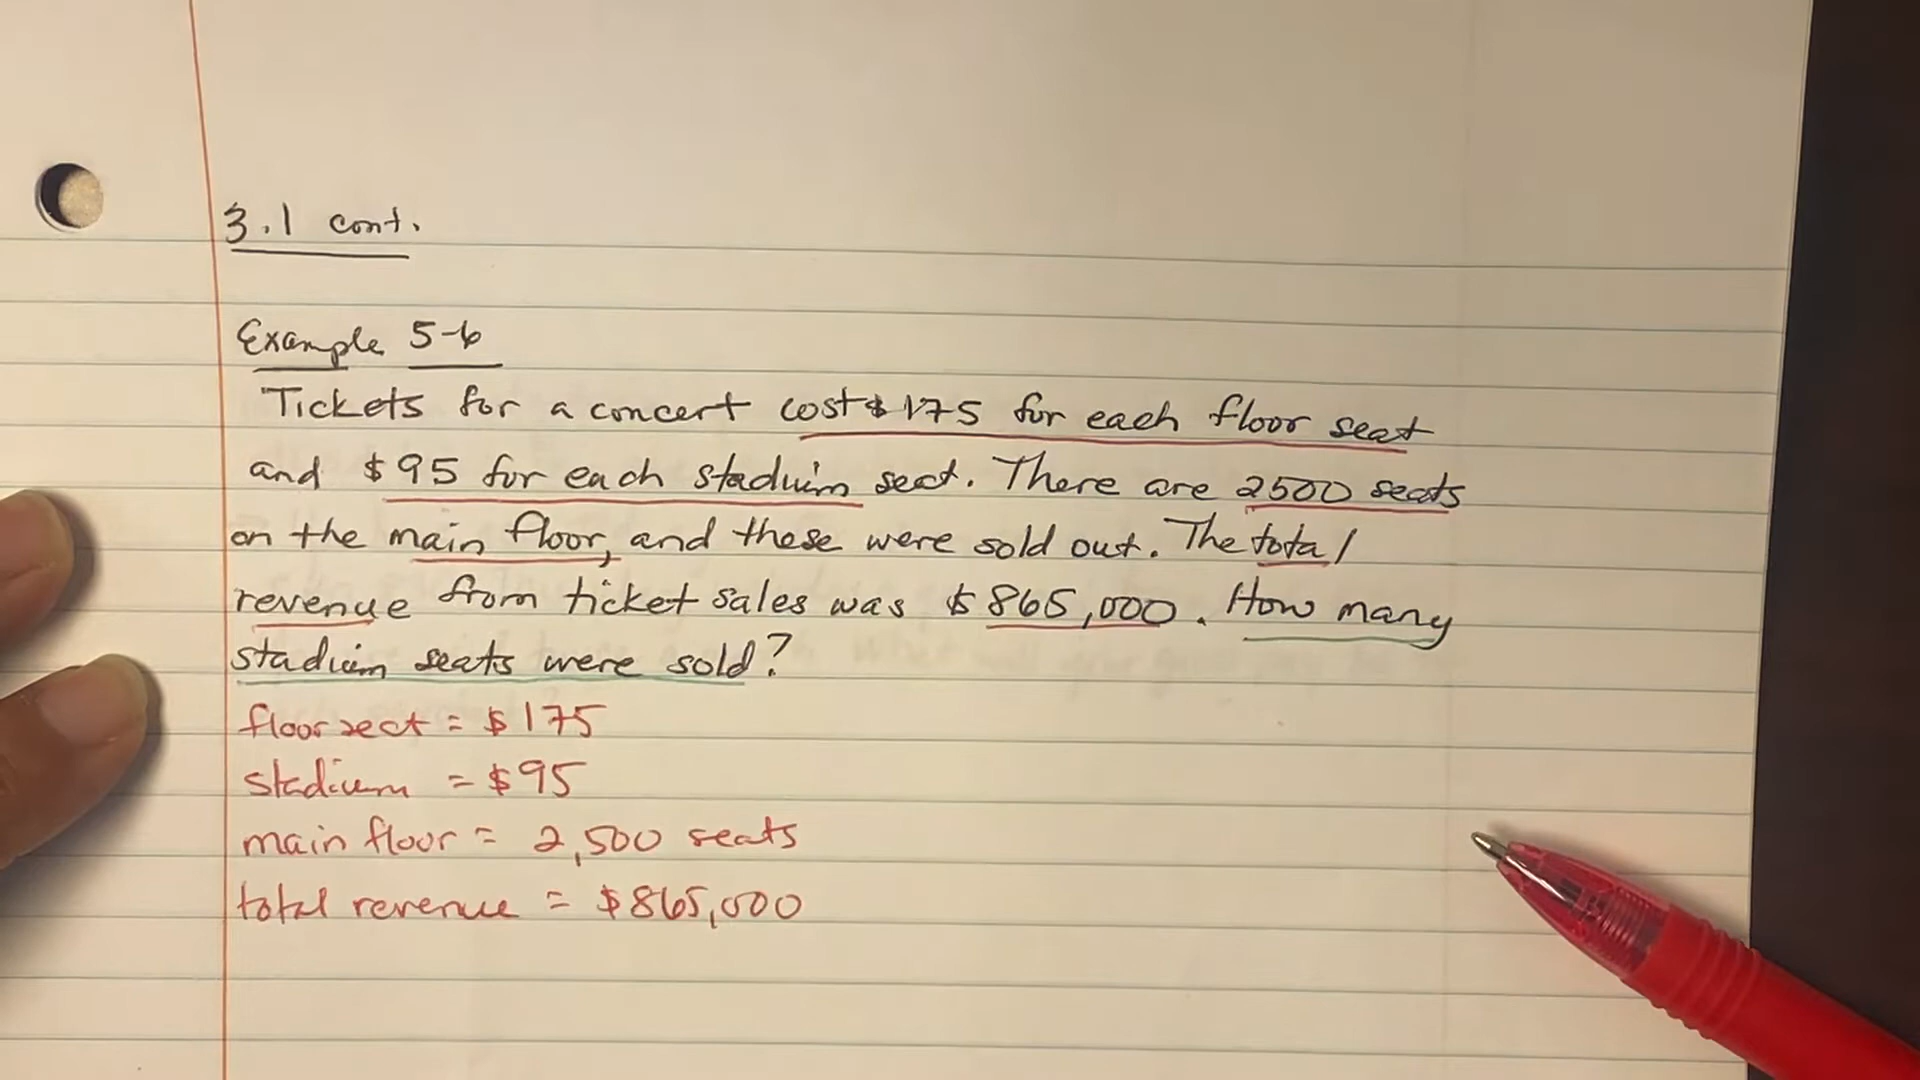 3.1 cont.
Example 5-6
Tickets for a concert cost $175 for each floor seat
and $95 for each stadium seat. There are 2500 seats
on the main floor, and these were sold out. The total
revenue from ticket sales was $865,000. How many
stadium seats were sold?
floor seat = $175
stadium = $95
main floor = 2,500 seats
total revenue = $865,000